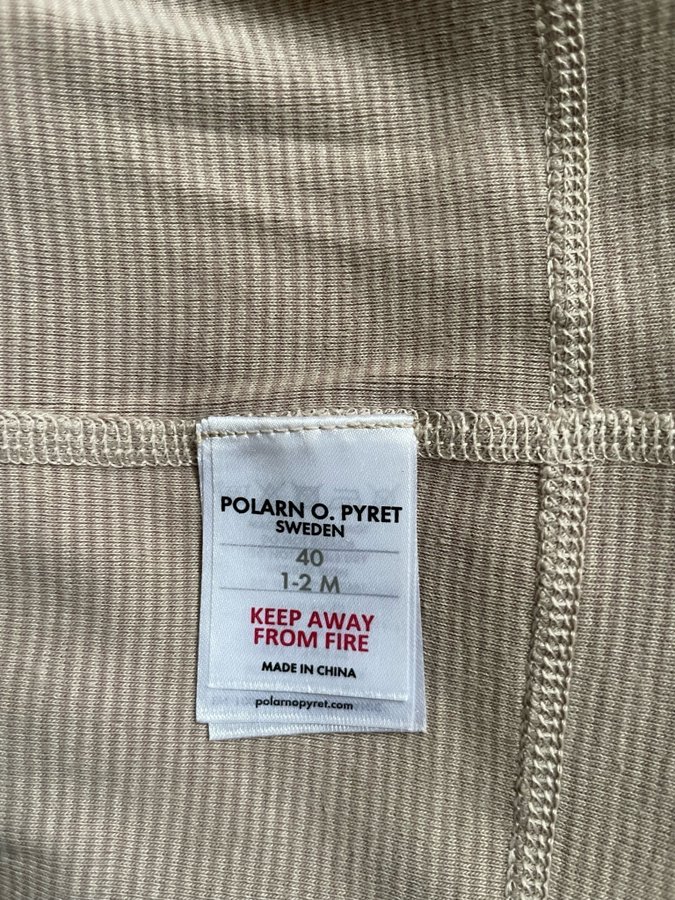 POLARN O. PYRET
SWEDEN
40
1-2 M
KEEP AWAY
FROM FIRE
MADE IN CHINA
polarnopyret.com